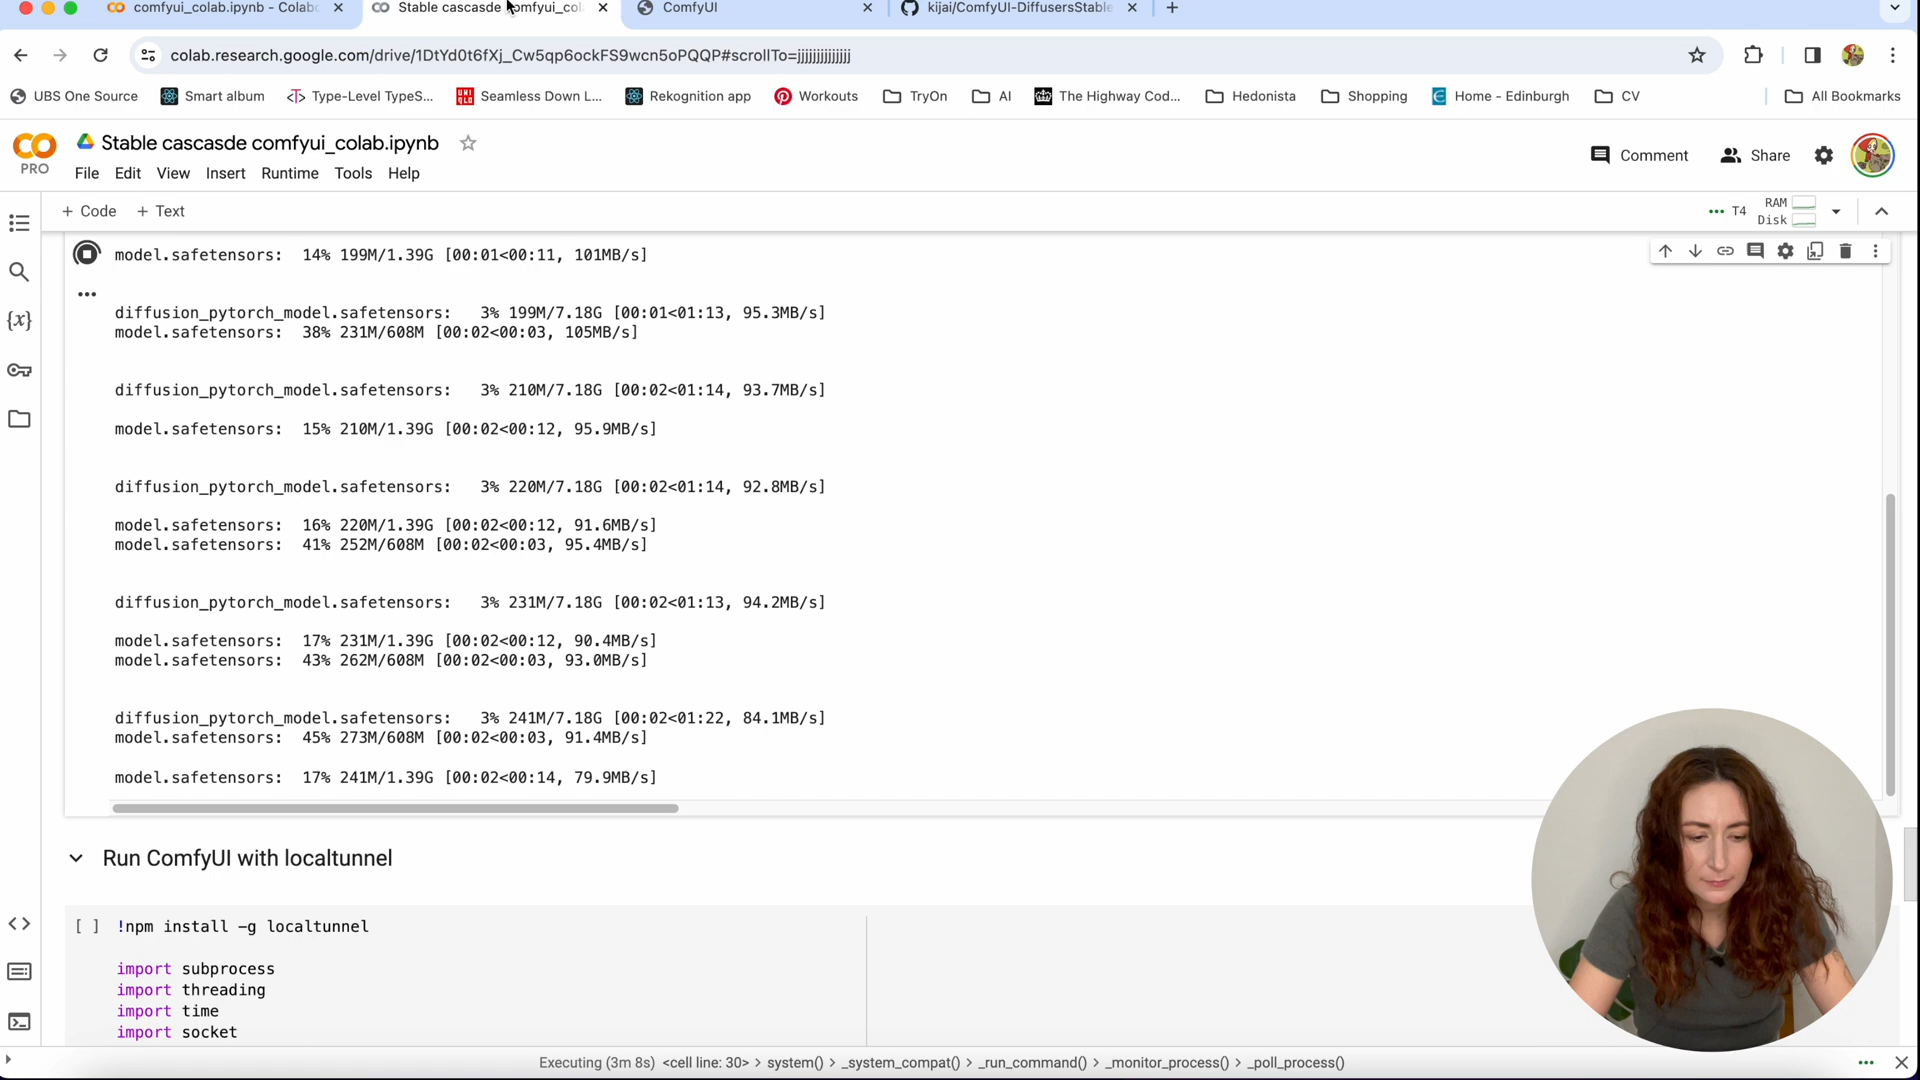 comfyui_colab.ipynb - Colab
Stable cascasde comfyui_cola
ComfyUI
kijai/ComfyUI-DiffusersStable
colab.research.google.com/drive/1DtYd0t6fXj_Cw5qp6ockFS9wcn5oPQQP#scrollTo=jjjjjjjjjjjjjj
UBS One Source
Smart album
Type-Level TypeS...
Seamless Down L...
Rekognition app
Workouts
TryOn
AI
The Highway Cod...
Hedonista
Shopping
Home - Edinburgh
CV
All Bookmarks
CO
PRO
Stable cascasde comfyui_colab.ipynb
File Edit View Insert Runtime Tools Help
Comment
Share
+ Code + Text
T4
RAM
Disk
model.safetensors: 14% 199M/1.39G [00:01<00:11, 101MB/s]
diffusion_pytorch_model.safetensors: 3% 199M/7.18G [00:01<01:13, 95.3MB/s]
model.safetensors: 38% 231M/608M [00:02<00:03, 105MB/s]
diffusion_pytorch_model.safetensors: 3% 210M/7.18G [00:02<01:14, 93.7MB/s]
model.safetensors: 15% 210M/1.39G [00:02<00:12, 95.9MB/s]
diffusion_pytorch_model.safetensors: 3% 220M/7.18G [00:02<01:14, 92.8MB/s]
model.safetensors: 16% 220M/1.39G [00:02<00:12, 91.6MB/s]
model.safetensors: 41% 252M/608M [00:02<00:03, 95.4MB/s]
diffusion_pytorch_model.safetensors: 3% 231M/7.18G [00:02<01:13, 94.2MB/s]
model.safetensors: 17% 231M/1.39G [00:02<00:12, 90.4MB/s]
model.safetensors: 43% 262M/608M [00:02<00:03, 93.0MB/s]
diffusion_pytorch_model.safetensors: 3% 241M/7.18G [00:02<01:22, 84.1MB/s]
model.safetensors: 45% 273M/608M [00:02<00:03, 91.4MB/s]
model.safetensors: 17% 241M/1.39G [00:02<00:14, 79.9MB/s]
Run ComfyUI with localtunnel
[ ] !npm install -g localtunnel
import subprocess
import threading
import time
import socket
Executing (3m 8s) <cell line: 30> > system() > _system_compat() > _run_command() > _monitor_process() > _poll_process()